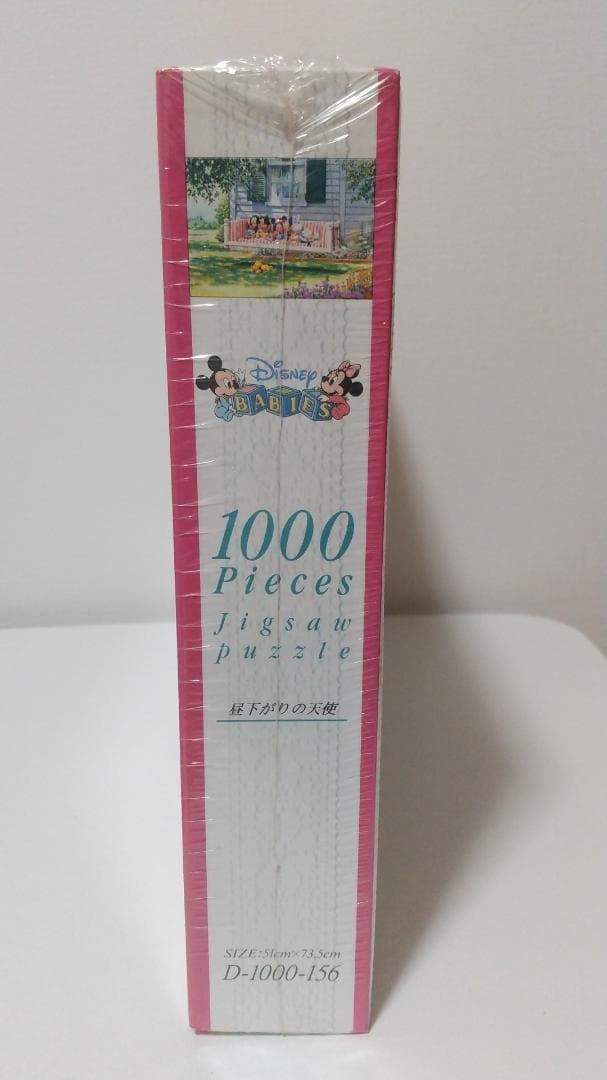 Disney
BABIES
1000
Pieces
Jigsaw
puzzle
昼下がりの天使
SIZE:51cm×73.5cm
D-1000-156